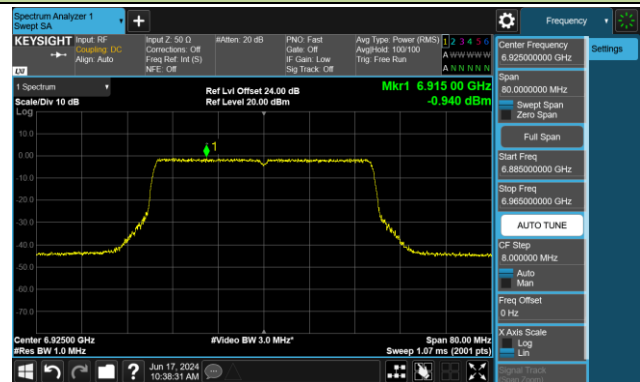 Spectrum Analyzer 1
Swept SA
Frequency
KEYSIGHT
Input: RF
Coupling: DC
Align: Auto
Input Z: 50 Ω
Corrections: Off
Freq Ref: Int (S)
NFE: Off
#Atten: 20 dB
PNO: Fast
Gate: Off
IF Gain: Low
Sig Track: Off
Avg Type: Power (RMS)
Avg|Hold: 100/100
Trig: Free Run
1 2 3 4 5 6
A W W W W W
A N N N N N
LXI
1 Spectrum
Scale/Div 10 dB
Log
Ref Lvl Offset 24.00 dB
Ref Level 20.00 dBm
Mkr1 6.915 00 GHz
-0.940 dBm
1
10.0
0.00
-10.0
-20.0
-30.0
-40.0
-50.0
-60.0
-70.0
Center 6.92500 GHz
#Res BW 1.0 MHz
#Video BW 3.0 MHz*
Span 80.00 MHz
Sweep 1.07 ms (2001 pts)
Center Frequency
6.925000000 GHz
Settings
Span
80.0000000 MHz
Swept Span
Zero Span
Full Span
Start Freq
6.885000000 GHz
Stop Freq
6.965000000 GHz
AUTO TUNE
CF Step
8.000000 MHz
Auto
Man
Freq Offset
0 Hz
X Axis Scale
Log
Lin
Signal Track
(Span Zoom)
Jun 17, 2024
10:38:31 AM